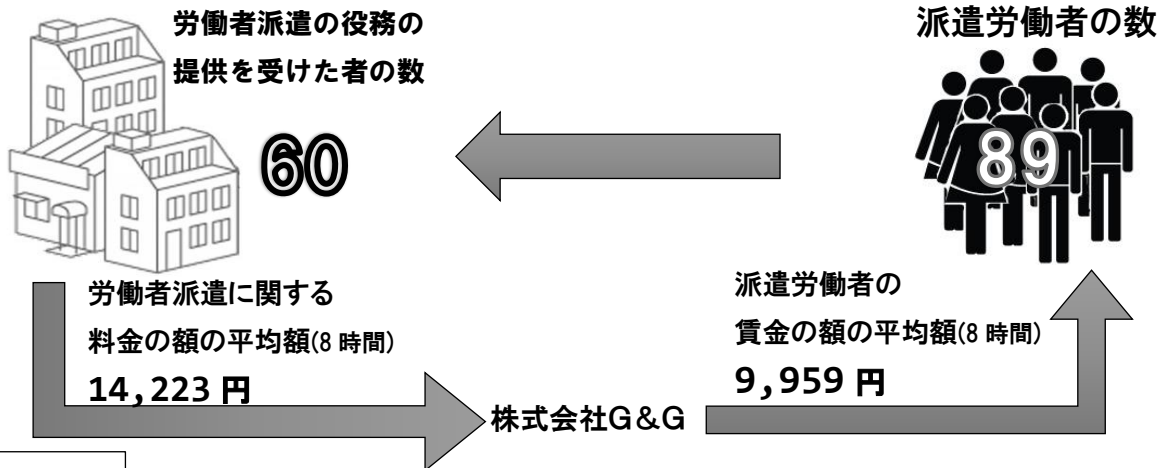 労働者派遣の役務の
提供を受けた者の数
60
派遣労働者の数
89
労働者派遣に関する
料金の額の平均額(8 時間)
14,223 円
派遣労働者の
賃金の額の平均額(8 時間)
9,959 円
株式会社G&G